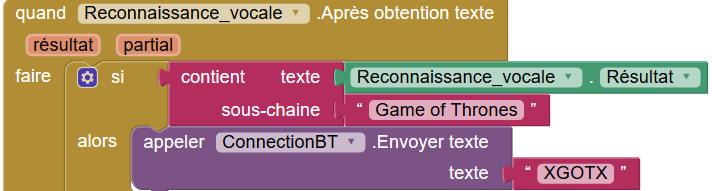 quand Reconnaissance_vocale .Après obtention texte
résultat partial
faire si contient texte Reconnaissance_vocale . Résultat
sous-chaine “ Game of Thrones ”
alors appeler ConnectionBT .Envoyer texte
texte “ XGOTX ”